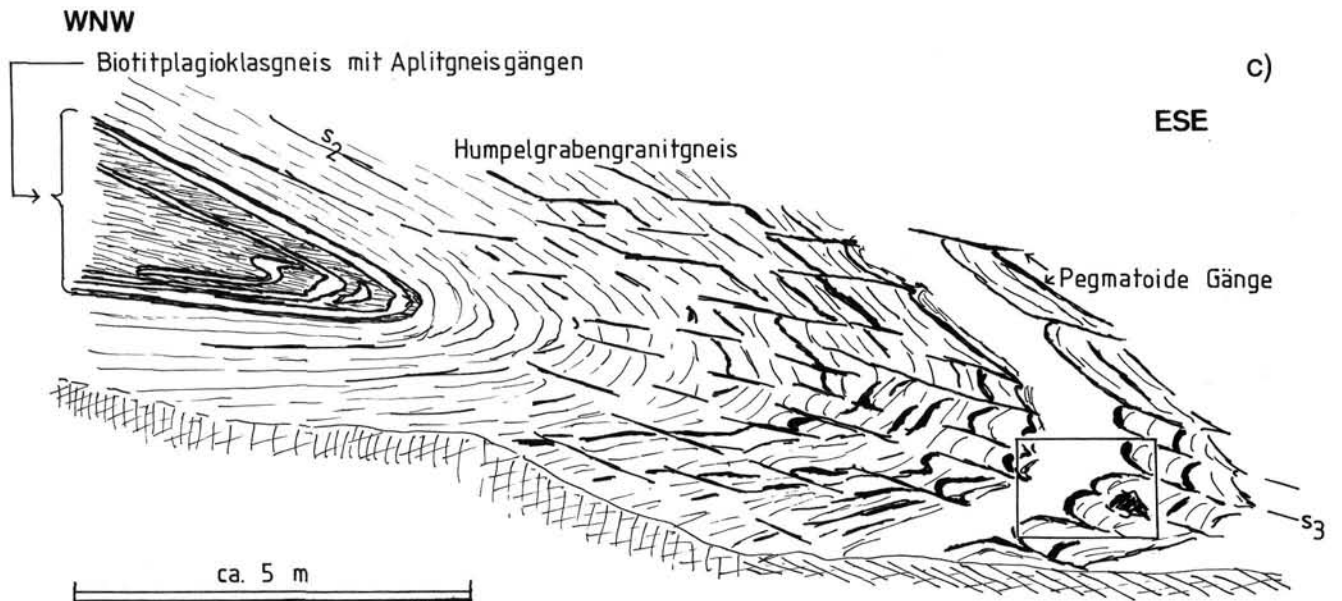 WNW
Biotitplagioklasgneis mit Aplitgneisgängen
c)
ESE
s2
Humpelgrabengranitgneis
Pegmatoide Gänge
s3
ca. 5 m